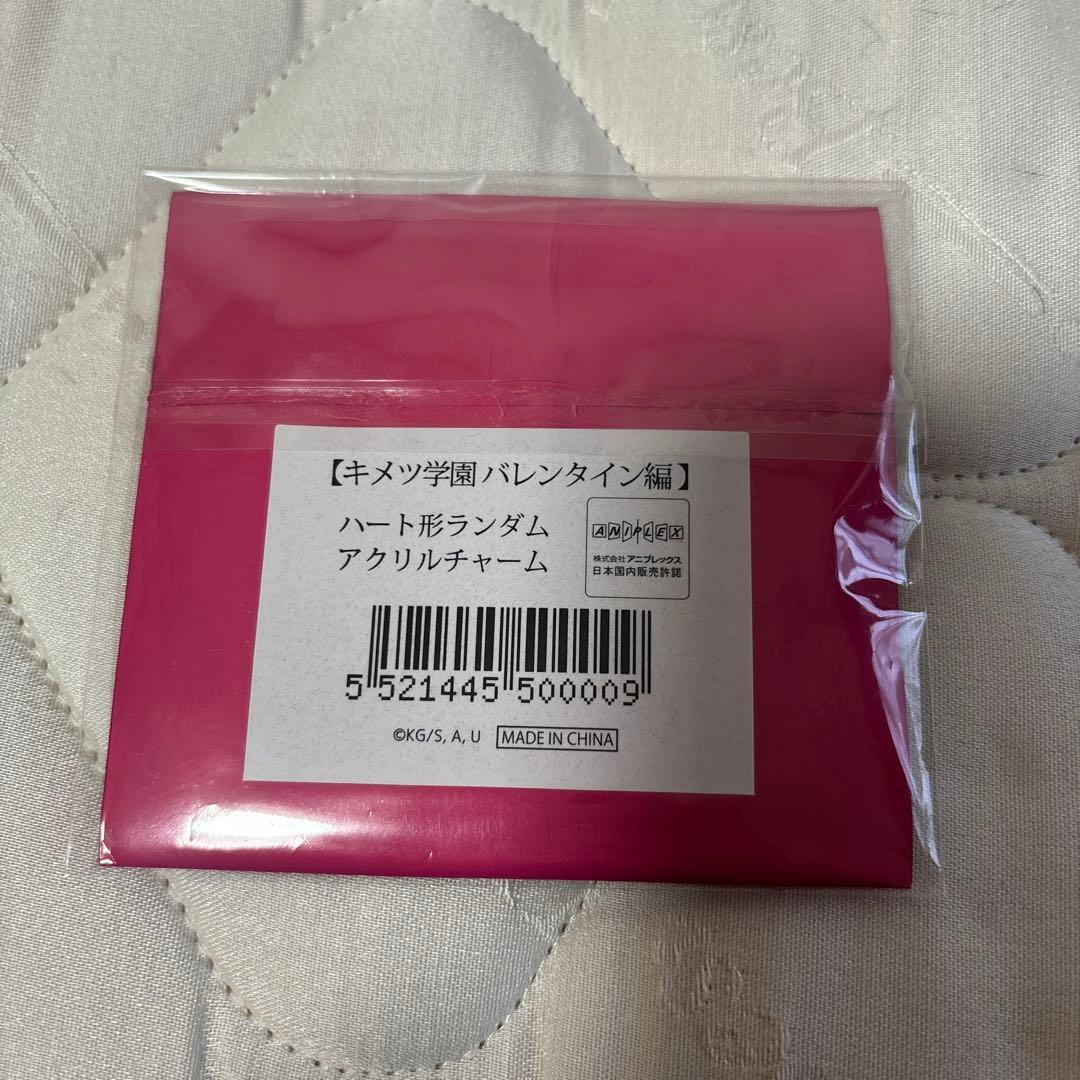 【キメツ学園 バレンタイン編】
ハート形ランダム
アクリルチャーム
ANIPLEX
株式会社 アニプレックス
日本国内販売許諾
5 521445 500009
©KG/S, A, U MADE IN CHINA